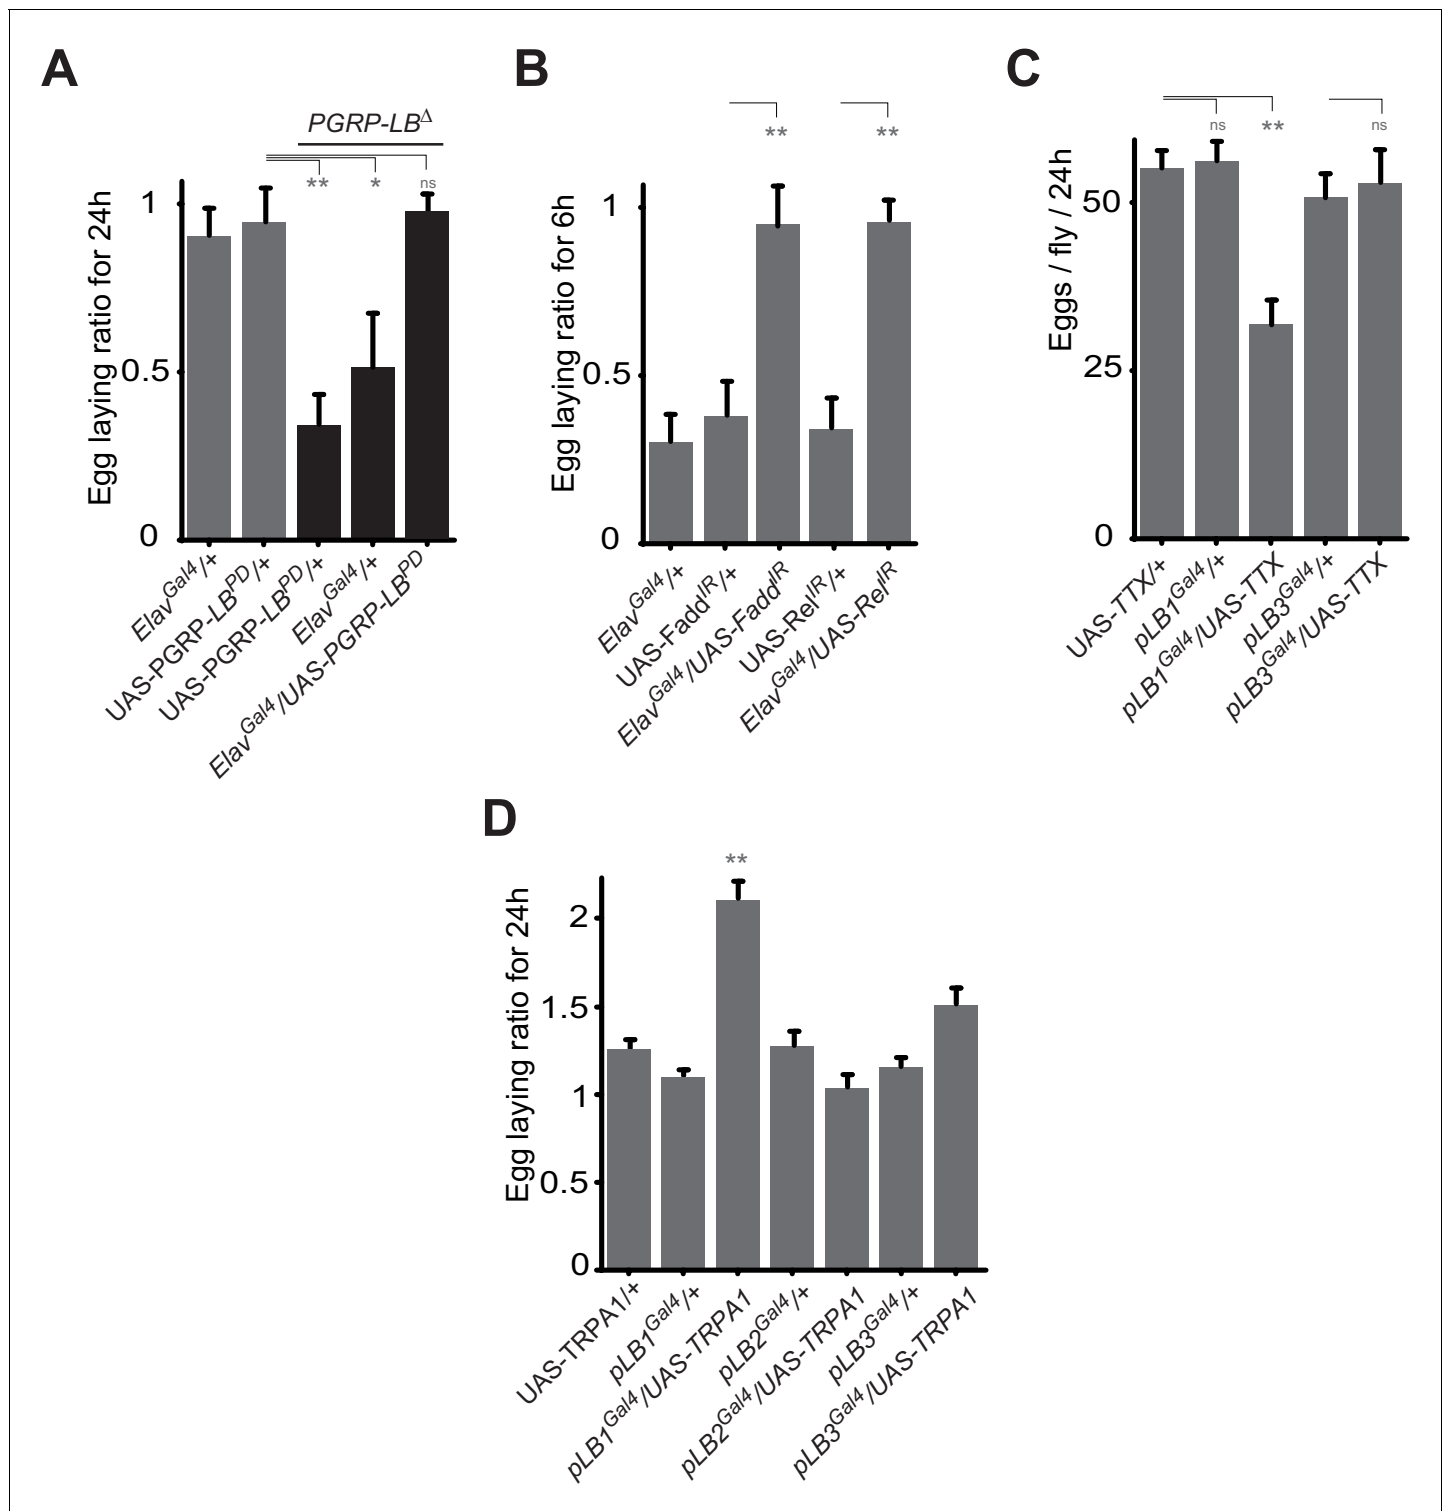 A
PGRP-LBΔ
** * ns
Egg laying ratio for 24h
1
0.5
0
ElavGal4/+
UAS-PGRP-LBPD/+
UAS-PGRP-LBPD/+
ElavGal4/+
ElavGal4/UAS-PGRP-LBPD
B
** **
Egg laying ratio for 6h
1
0.5
0
ElavGal4/+
UAS-FaddIR/+
ElavGal4/UAS-FaddIR
UAS-RelIR/+
ElavGal4/UAS-RelIR
C
ns ** ns
Eggs / fly / 24h
50
25
0
UAS-TTX/+
pLB1Gal4/+
pLB1Gal4/UAS-TTX
pLB3Gal4/+
pLB3Gal4/UAS-TTX
D
**
Egg laying ratio for 24h
2
1.5
1
0.5
0
UAS-TRPA1/+
pLB1Gal4/+
pLB1Gal4/UAS-TRPA1
pLB2Gal4/+
pLB2Gal4/UAS-TRPA1
pLB3Gal4/+
pLB3Gal4/UAS-TRPA1